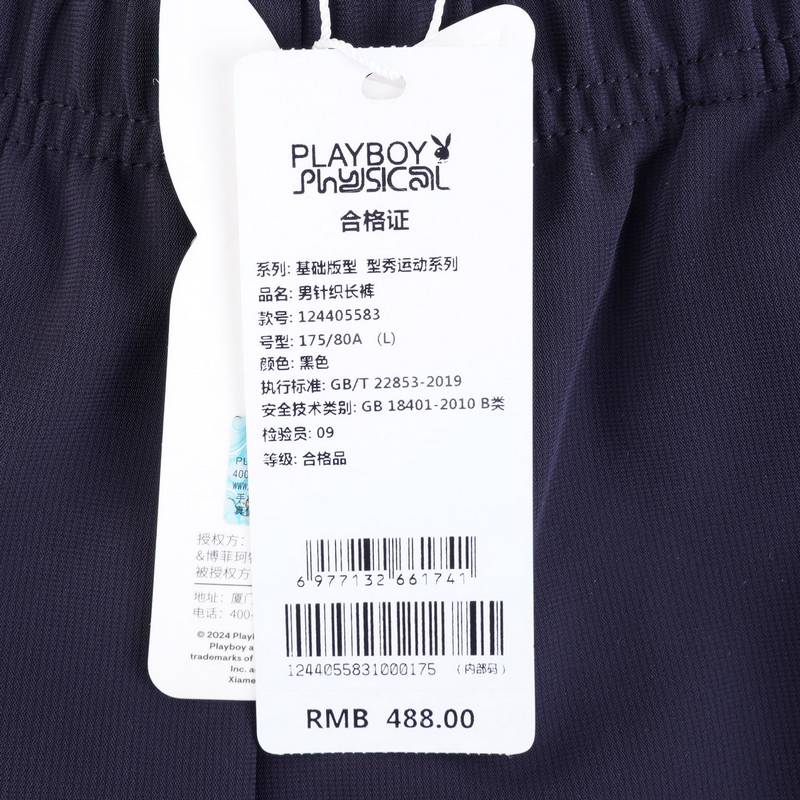 PLAYBOY
Physical
合格证
系列: 基础版型 型秀运动系列
品名: 男针织长裤
款号: 124405583
号型: 175/80A （L)
颜色: 黑色
执行标准: GB/T 22853-2019
安全技术类别: GB 18401-2010 B类
检验员: 09
等级: 合格品
6 977132 661741
1244055831000175 （内部码）
RMB 488.00
PL
400
www.
授权方：
&博菲珂
被授权方
地址：厦门
电话：400-
© 2024 Playb
Playboy a
trademarks of
Inc. a
Xiame